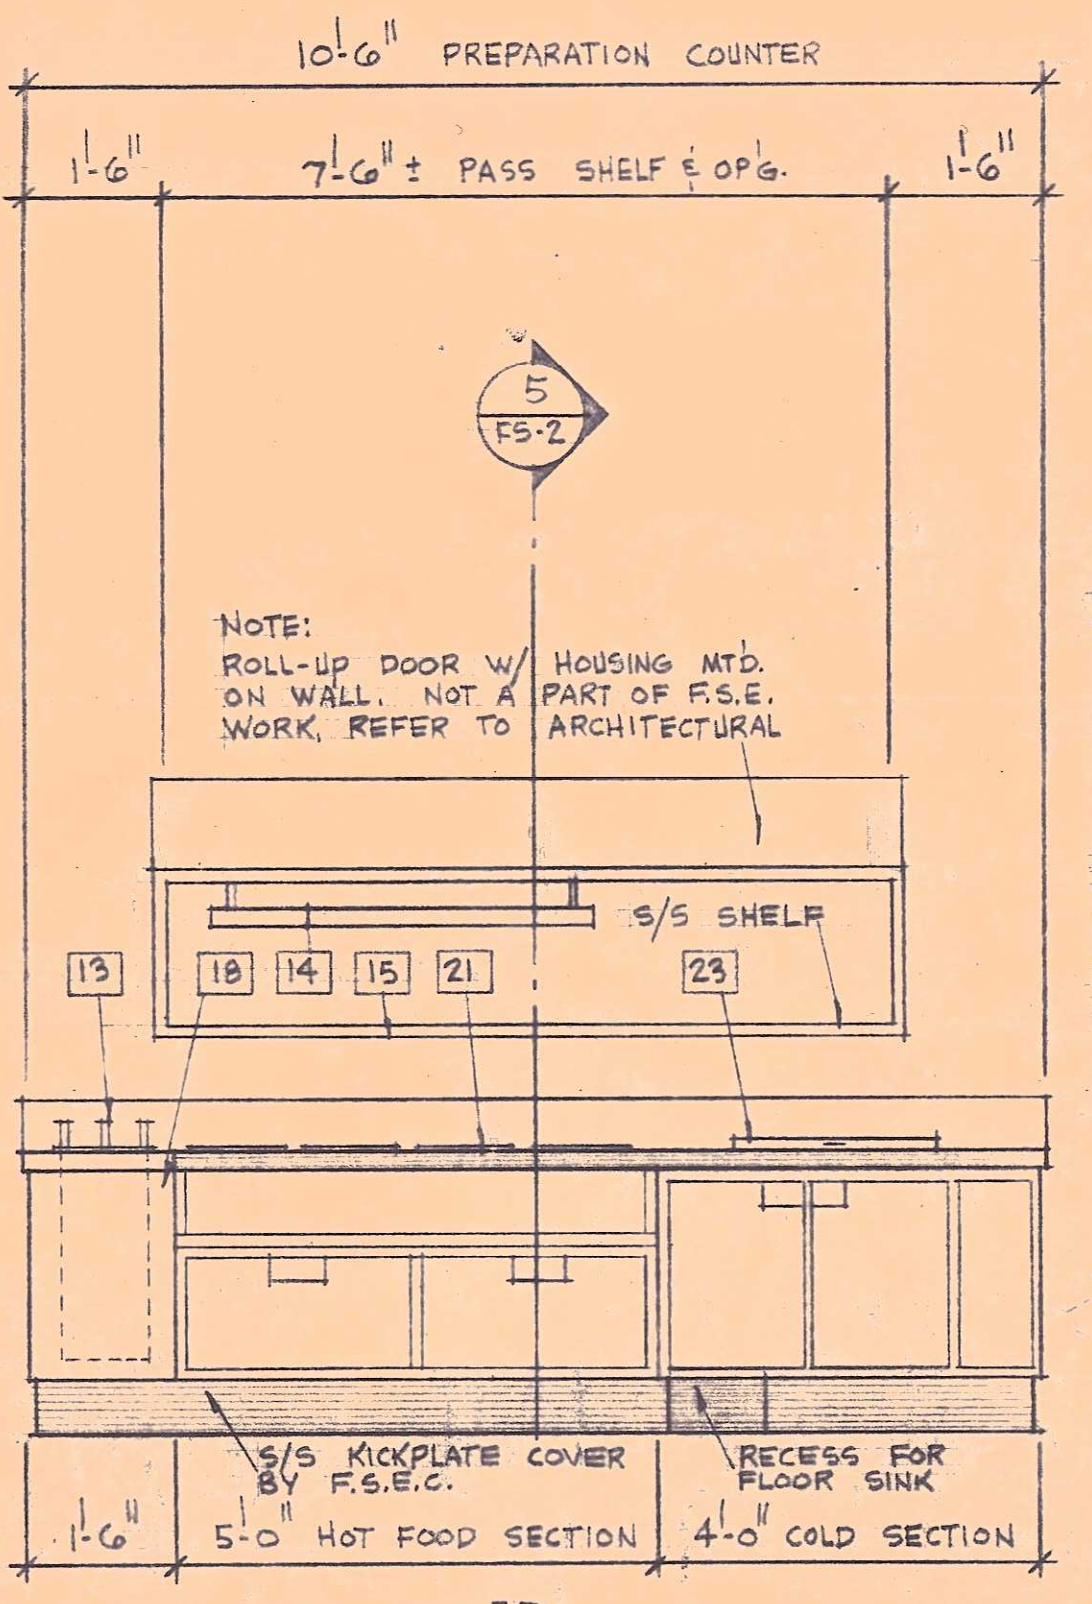 10'-6" PREPARATION COUNTER
1'-6"
7'-6" ± PASS SHELF & OP'G.
1'-6"
5
FS-2
NOTE:
ROLL-UP DOOR W/ HOUSING MT'D.
ON WALL. NOT A PART OF F.S.E.
WORK, REFER TO ARCHITECTURAL
S/S SHELF
13
18
14
15
21
23
S/S KICKPLATE COVER
BY F.S.E.C.
RECESS FOR
FLOOR SINK
1'-6"
5'-0" HOT FOOD SECTION
4'-0" COLD SECTION